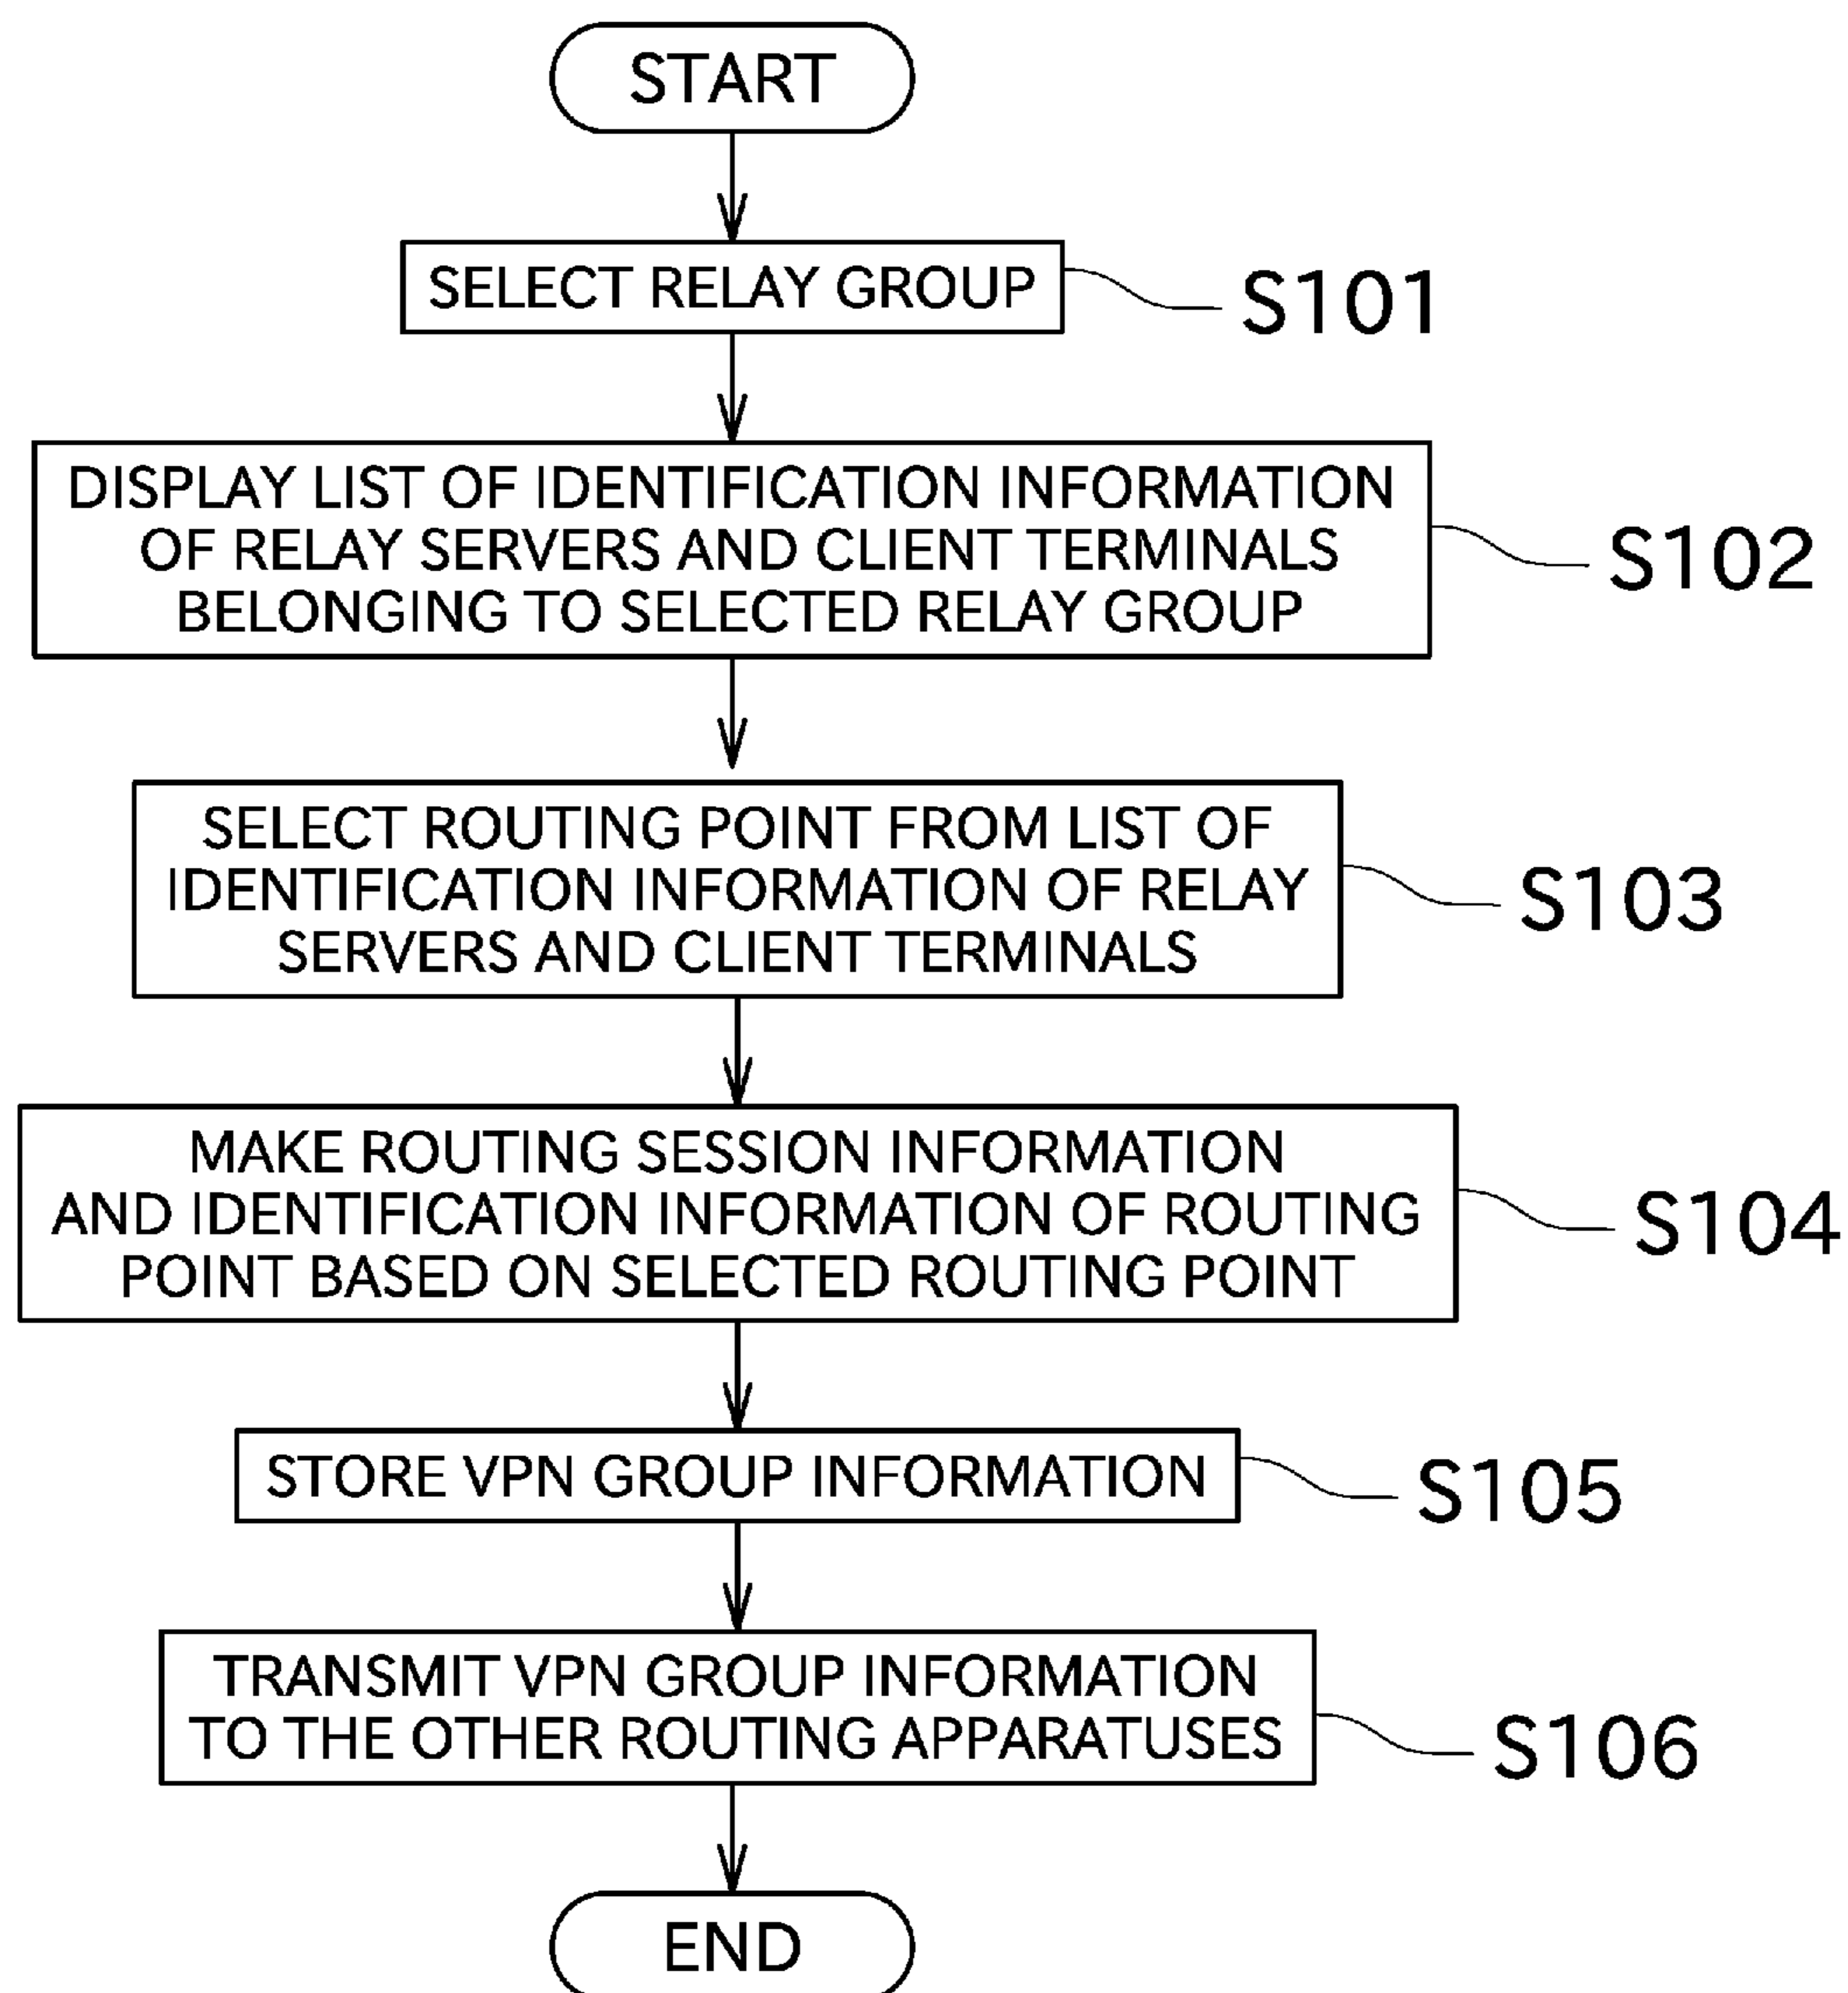 START
SELECT RELAY GROUP
S101
DISPLAY LIST OF IDENTIFICATION INFORMATION
OF RELAY SERVERS AND CLIENT TERMINALS
BELONGING TO SELECTED RELAY GROUP
S102
SELECT ROUTING POINT FROM LIST OF
IDENTIFICATION INFORMATION OF RELAY
SERVERS AND CLIENT TERMINALS
S103
MAKE ROUTING SESSION INFORMATION
AND IDENTIFICATION INFORMATION OF ROUTING
POINT BASED ON SELECTED ROUTING POINT
S104
STORE VPN GROUP INFORMATION
S105
TRANSMIT VPN GROUP INFORMATION
TO THE OTHER ROUTING APPARATUSES
S106
END